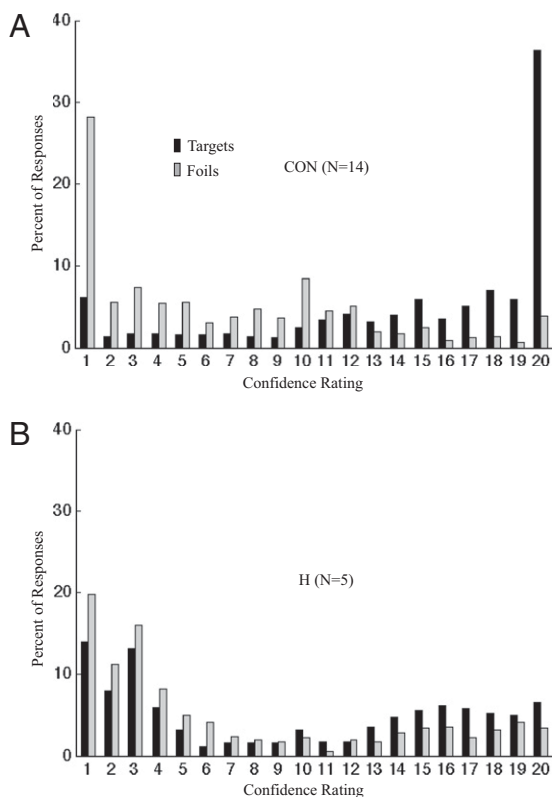 A
40
30
20
10
0
Percent of Responses
Targets
Foils
CON (N=14)
1 2 3 4 5 6 7 8 9 10 11 12 13 14 15 16 17 18 19 20
Confidence Rating
B
40
30
20
10
0
Percent of Responses
H (N=5)
1 2 3 4 5 6 7 8 9 10 11 12 13 14 15 16 17 18 19 20
Confidence Rating